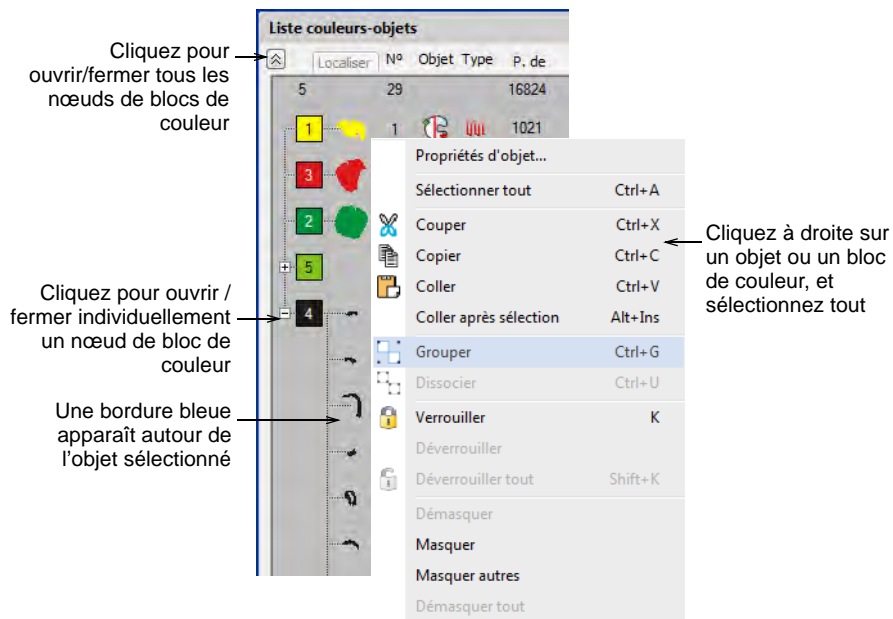 Liste couleurs-objets
Cliquez pour
ouvrir/fermer tous les
nœuds de blocs de
couleur
Localiser Nº Objet Type P. de
5 29 16824
1 1 1021
3
2
5
4
Cliquez pour ouvrir /
fermer individuellement
un nœud de bloc de
couleur
Une bordure bleue
apparaît autour de
l'objet sélectionné
Propriétés d'objet...
Sélectionner tout Ctrl+A
Couper Ctrl+X
Copier Ctrl+C
Coller Ctrl+V
Coller après sélection Alt+Ins
Grouper Ctrl+G
Dissocier Ctrl+U
Verrouiller K
Déverrouiller
Déverrouiller tout Shift+K
Démasquer
Masquer
Masquer autres
Démasquer tout
Cliquez à droite sur
un objet ou un bloc
de couleur, et
sélectionnez tout